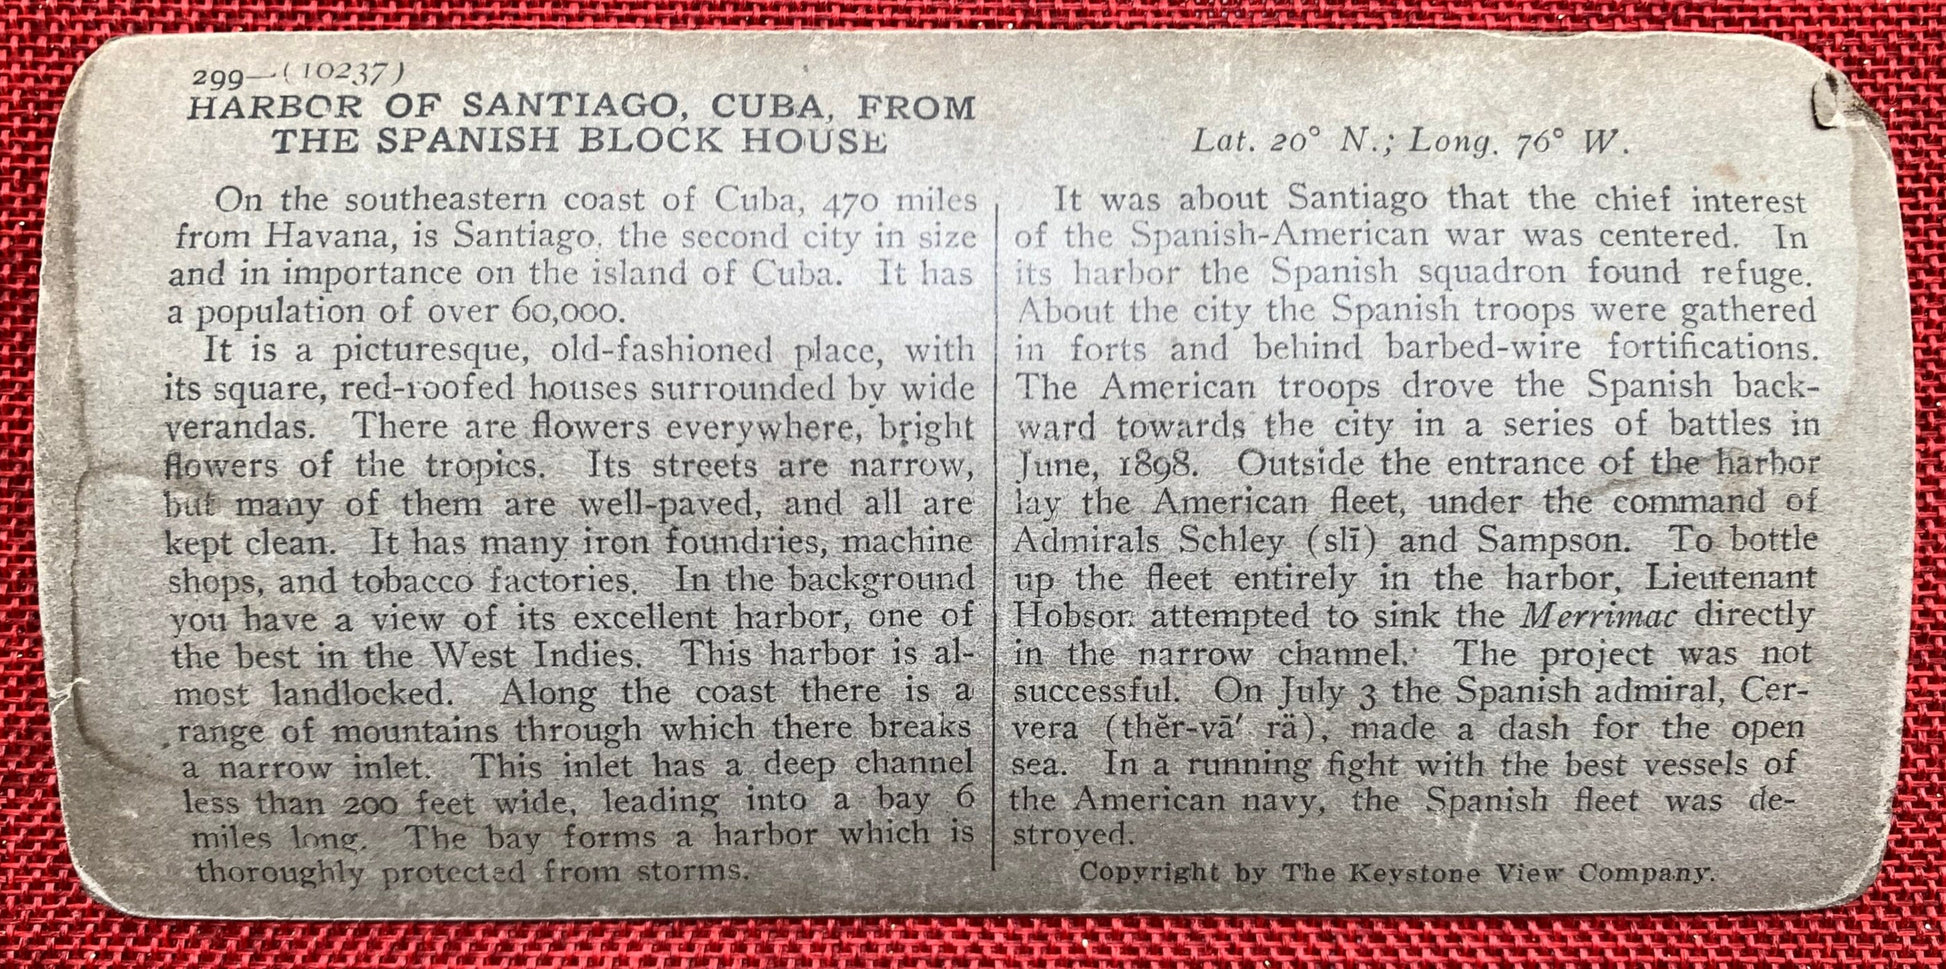 299—(10237)
HARBOR OF SANTIAGO, CUBA, FROM
THE SPANISH BLOCK HOUSE
On the southeastern coast of Cuba, 470 miles
from Havana, is Santiago, the second city in size
and in importance on the island of Cuba. It has
a population of over 60,000.
It is a picturesque, old-fashioned place, with
its square, red-roofed houses surrounded by wide
verandas. There are flowers everywhere, bright
flowers of the tropics. Its streets are narrow,
but many of them are well-paved, and all are
kept clean. It has many iron foundries, machine
shops, and tobacco factories. In the background
you have a view of its excellent harbor, one of
the best in the West Indies. This harbor is al-
most landlocked. Along the coast there is a
range of mountains through which there breaks
a narrow inlet. This inlet has a deep channel
less than 200 feet wide, leading into a bay 6
miles long. The bay forms a harbor which is
thoroughly protected from storms.
Lat. 20° N.; Long. 76° W.
It was about Santiago that the chief interest
of the Spanish-American war was centered. In
its harbor the Spanish squadron found refuge.
About the city the Spanish troops were gathered
in forts and behind barbed-wire fortifications.
The American troops drove the Spanish back-
ward towards the city in a series of battles in
June, 1898. Outside the entrance of the harbor
lay the American fleet, under the command of
Admirals Schley (slī) and Sampson. To bottle
up the fleet entirely in the harbor, Lieutenant
Hobson attempted to sink the Merrimac directly
in the narrow channel. The project was not
successful. On July 3 the Spanish admiral, Cer-
vera (thĕr-vā′ rä), made a dash for the open
sea. In a running fight with the best vessels of
the American navy, the Spanish fleet was de-
stroyed.
Copyright by The Keystone View Company.